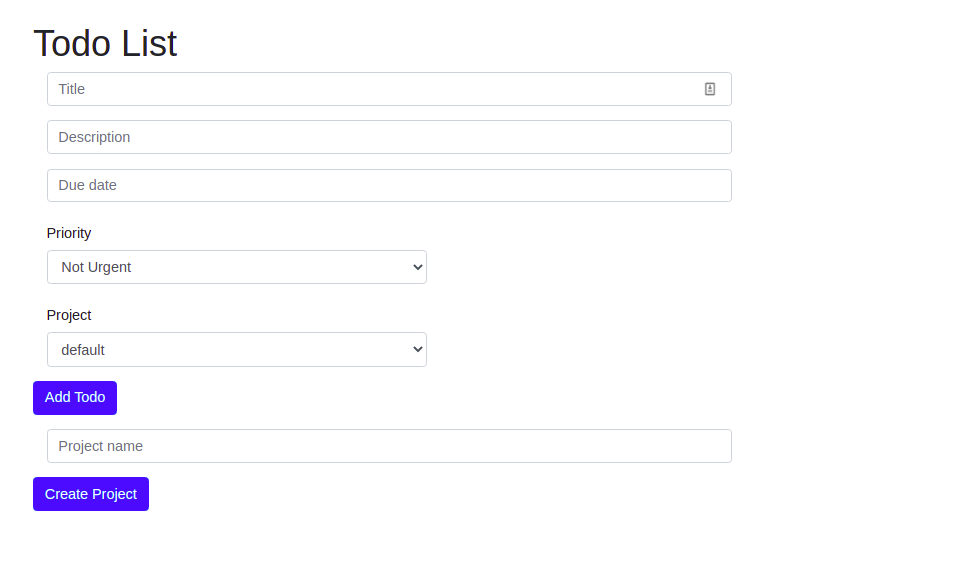 Todo List
Title
Description
Due date
Priority
Not Urgent
Project
default
Add Todo
Project name
Create Project